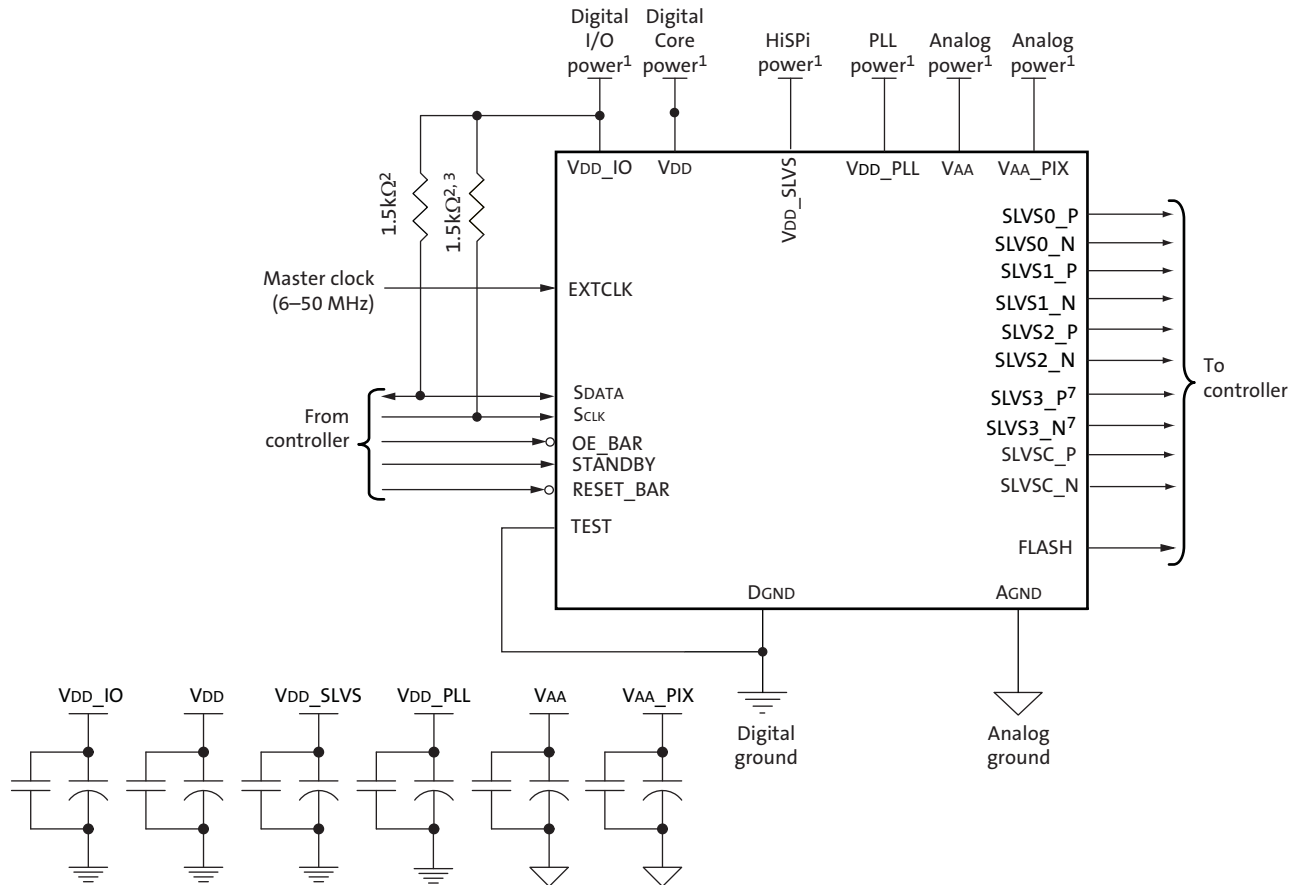 Digital
I/O
power1
Digital
Core
power1
HiSPi
power1
PLL
power1
Analog
power1
Analog
power1
VDD_IO
VDD
VDD_SLVS
VDD_PLL
VAA
VAA_PIX
1.5kΩ2
1.5kΩ2, 3
Master clock
(6–50 MHz)
EXTCLK
From
controller
SDATA
SCLK
OE_BAR
STANDBY
RESET_BAR
TEST
SLVS0_P
SLVS0_N
SLVS1_P
SLVS1_N
SLVS2_P
SLVS2_N
SLVS3_P7
SLVS3_N7
SLVSC_P
SLVSC_N
FLASH
To
controller
DGND
AGND
Digital
ground
Analog
ground
VDD_IO
VDD
VDD_SLVS
VDD_PLL
VAA
VAA_PIX